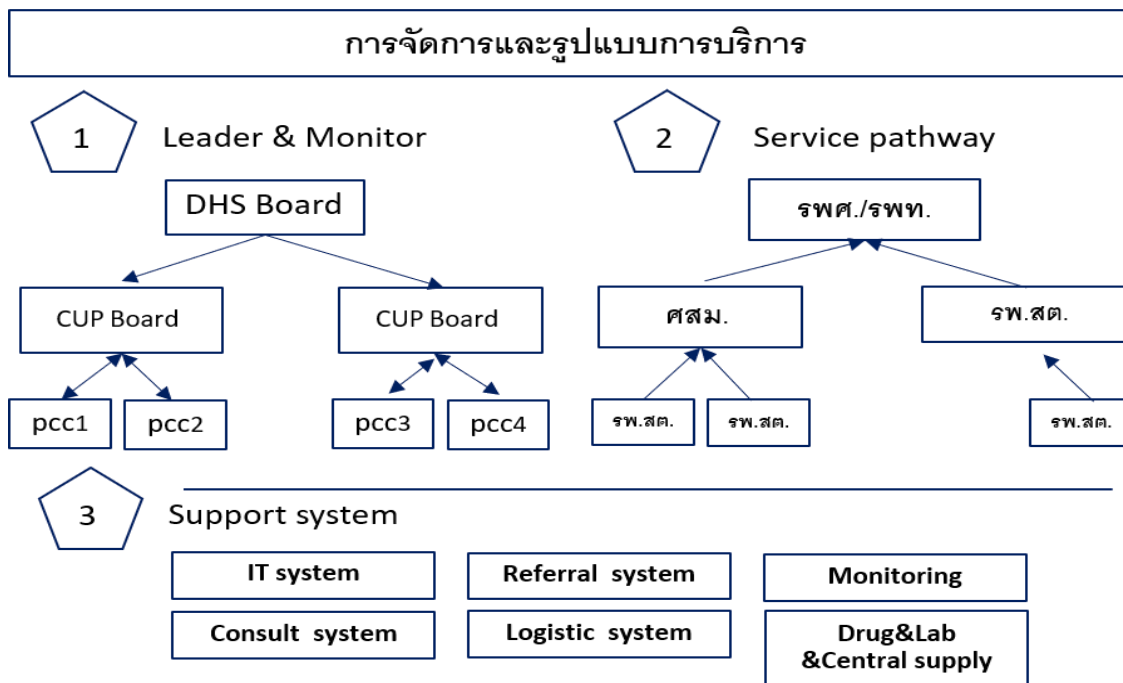 การจัดการและรูปแบบการบริการ
1
Leader & Monitor
DHS Board
CUP Board
CUP Board
pcc1
pcc2
pcc3
pcc4
2
Service pathway
รพศ./รพท.
ศสม.
รพ.สต.
รพ.สต.
รพ.สต.
รพ.สต.
3
Support system
IT system
Referral system
Monitoring
Consult system
Logistic system
Drug&Lab
&Central supply